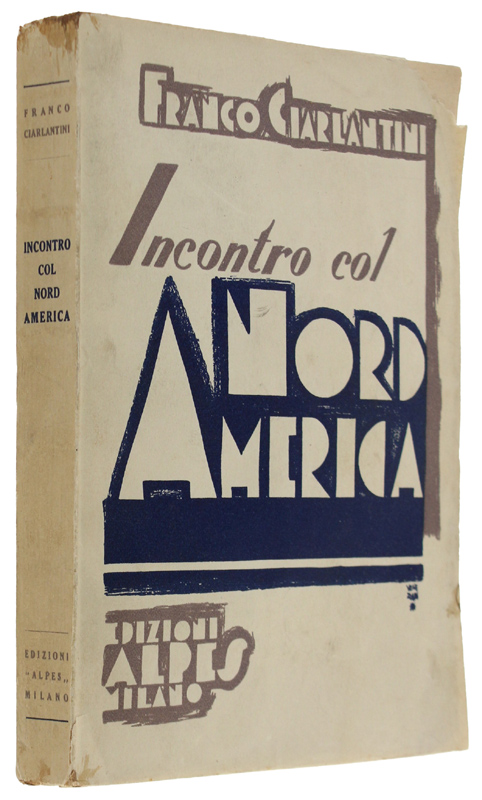 FRANCO
CIARLANTINI
INCONTRO
COL
NORD
AMERICA
EDIZIONI
"ALPES„
MILANO
FRANCO CIARLANTINI
Incontro col
NORD
AMERICA
EDIZIONI
ALPES
MILANO